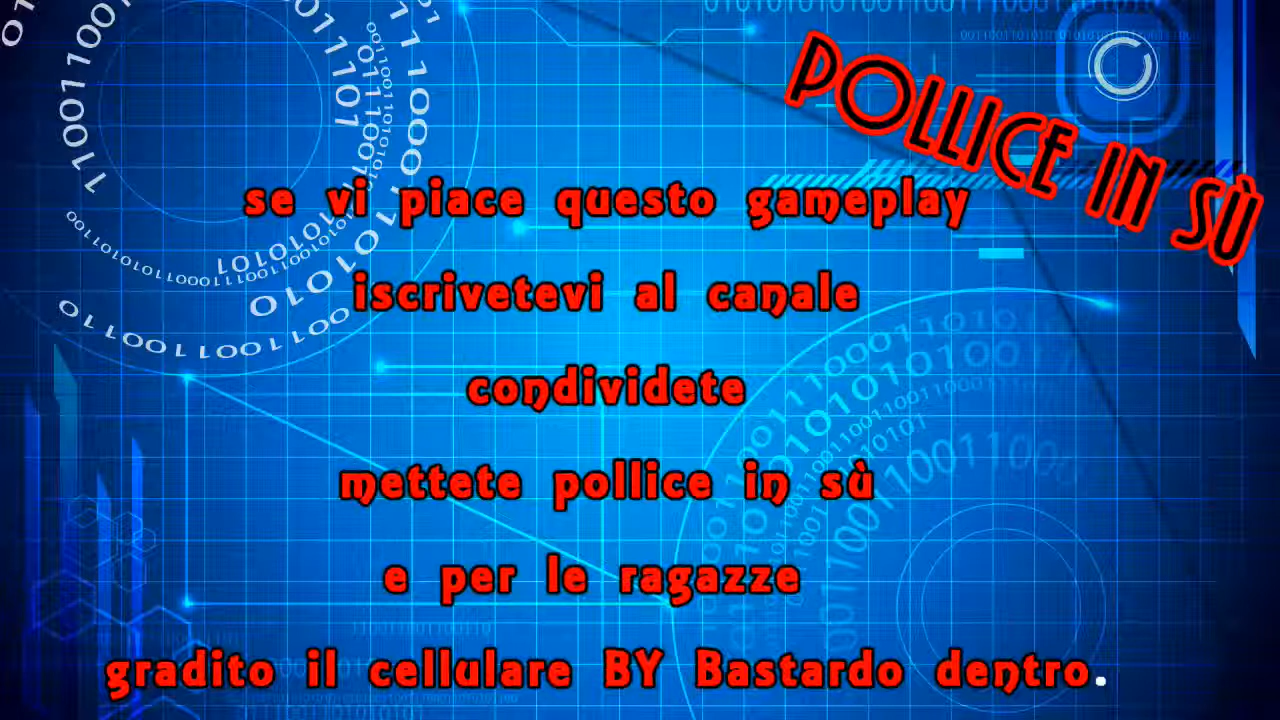 POLLICE IN SÙ
se vi piace questo gameplay
iscrivetevi al canale
condividete
mettete pollice in sù
e per le ragazze
gradito il cellulare BY Bastardo dentro.